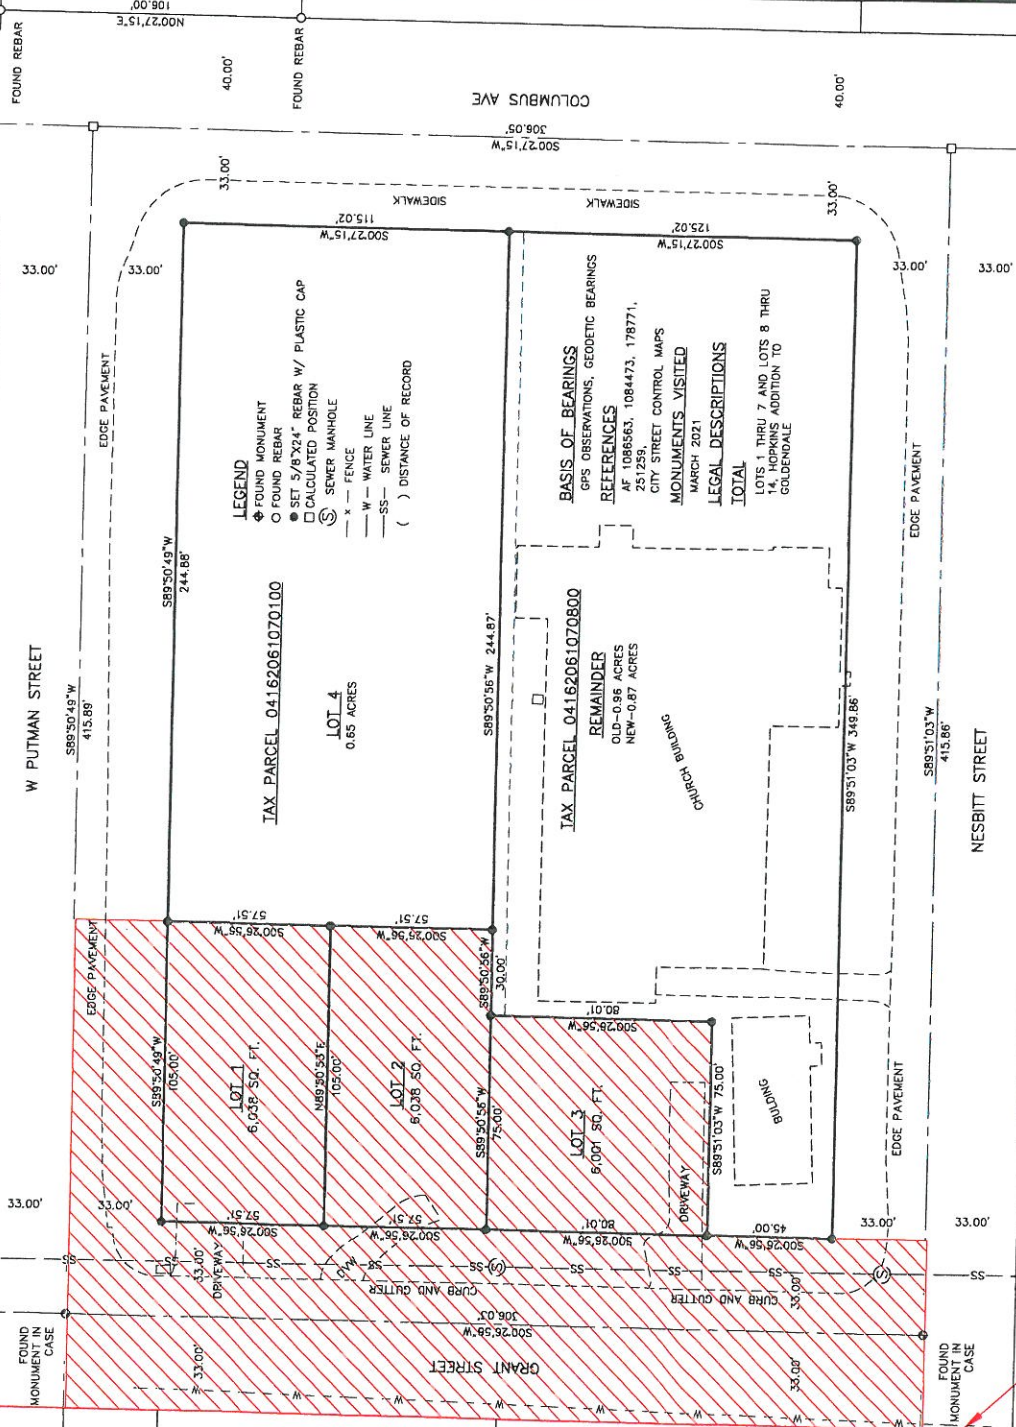 106.00'
N00°27'15"E
FOUND REBAR
FOUND REBAR
40.00'
40.00'
COLUMBUS AVE
306.05'
S00°27'15"W
33.00'
33.00'
SIDEWALK
SIDEWALK
33.00'
33.00'
33.00'
33.00'
115.02'
S00°27'15"W
125.02'
S00°27'15"W
EDGE PAVEMENT
LEGEND
FOUND MONUMENT
FOUND REBAR
SET 5/8"X24" REBAR W/ PLASTIC CAP
CALCULATED POSITION
S SEWER MANHOLE
x FENCE
W WATER LINE
SS SEWER LINE
( ) DISTANCE OF RECORD
BASIS OF BEARINGS
GPS OBSERVATIONS, GEODETIC BEARINGS
REFERENCES
AF 1086563, 1084473, 178771,
251259,
CITY STREET CONTROL MAPS
MONUMENTS VISITED
MARCH 2021
LEGAL DESCRIPTIONS
TOTAL
LOTS 1 THRU 7 AND LOTS 8 THRU
14, HOPKINS ADDITION TO
GOLDENDALE
EDGE PAVEMENT
S89°50'49"W
244.88'
W PUTMAN STREET
S89°50'49"W
415.89'
TAX PARCEL 04162061070100
LOT 4
0.65 ACRES
S89°50'56"W 244.87'
TAX PARCEL 04162061070800
REMAINDER
OLD-0.96 ACRES
NEW-0.87 ACRES
CHURCH BUILDING
S89°51'03"W 349.86'
S89°51'03"W
415.86'
NESBITT STREET
EDGE PAVEMENT
57.51'
S00°26'56"W
57.51'
S00°26'56"W
S89°50'56"W
30.00'
S89°50'49"W
105.00'
LOT 1
6,038 SQ. FT.
N89°50'53"E
105.00'
LOT 2
6,038 SQ. FT.
S89°50'56"W
75.00'
80.01'
S00°26'56"W
LOT 3
6,001 SQ. FT.
S89°51'03"W 75.00'
BULDING
EDGE PAVEMENT
DRIVEWAY
33.00'
33.00'
33.00'
33.00'
57.51'
S00°26'56"W
57.51'
S00°26'56"W
80.01'
S00°26'56"W
45.00'
S00°26'56"W
SS
SS
SS
SS
S
SS
SS
SS
S
SS
DRIVEWAY
33.00'
DVW
CURB AND GUTTER
CURB AND GUTTER
33.00'
306.03'
S00°26'56"W
FOUND
MONUMENT IN
CASE
33.00'
GRANT STREET
33.00'
FOUND
MONUMENT IN
CASE
W
W
W
W
W
W